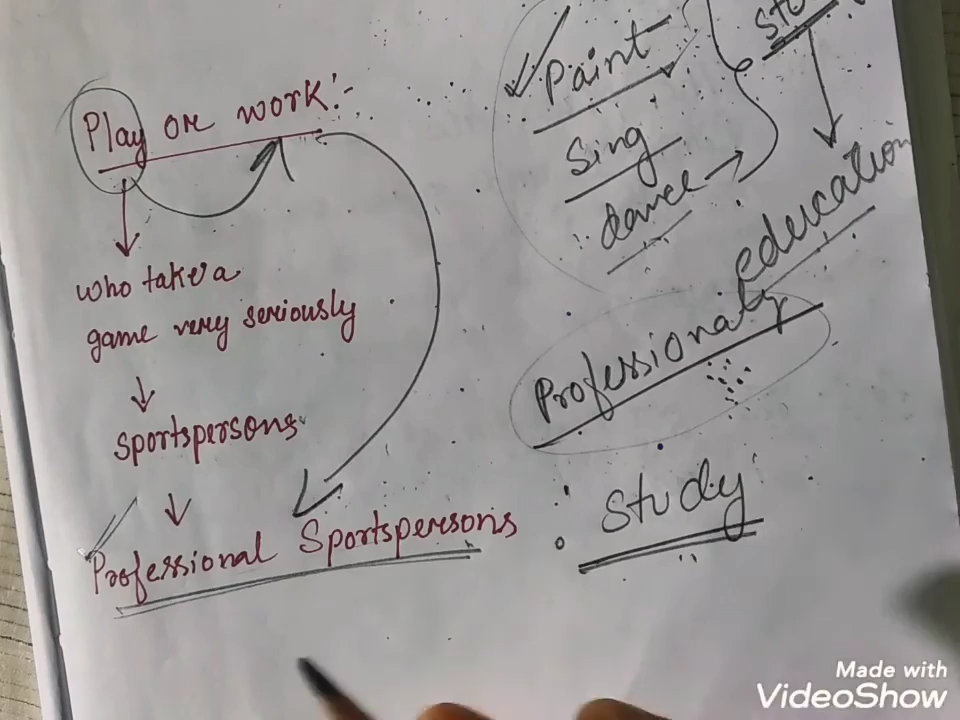 Play or work:-
who take a
game very seriously
sportspersons
Professional Sportspersons
Paint
Sing
dance
education
Professionaly
Study
Made with
VideoShow